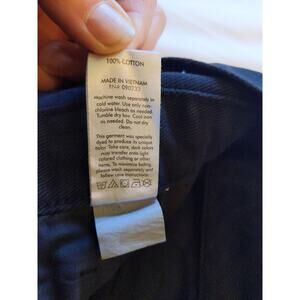 100% COTTON
MADE IN VIETNAM
RN# 090233
Machine wash separately in
cold water. Use only non-
chlorine bleach as needed.
Tumble dry low. Cool iron
as needed. Do not dry
clean.
This garment was specially
dyed to produce its unique
color. Take care, dark colors
may transfer onto light
colored clothing or other
materials. To minimize fading
please wash separately and
follow care instructions.